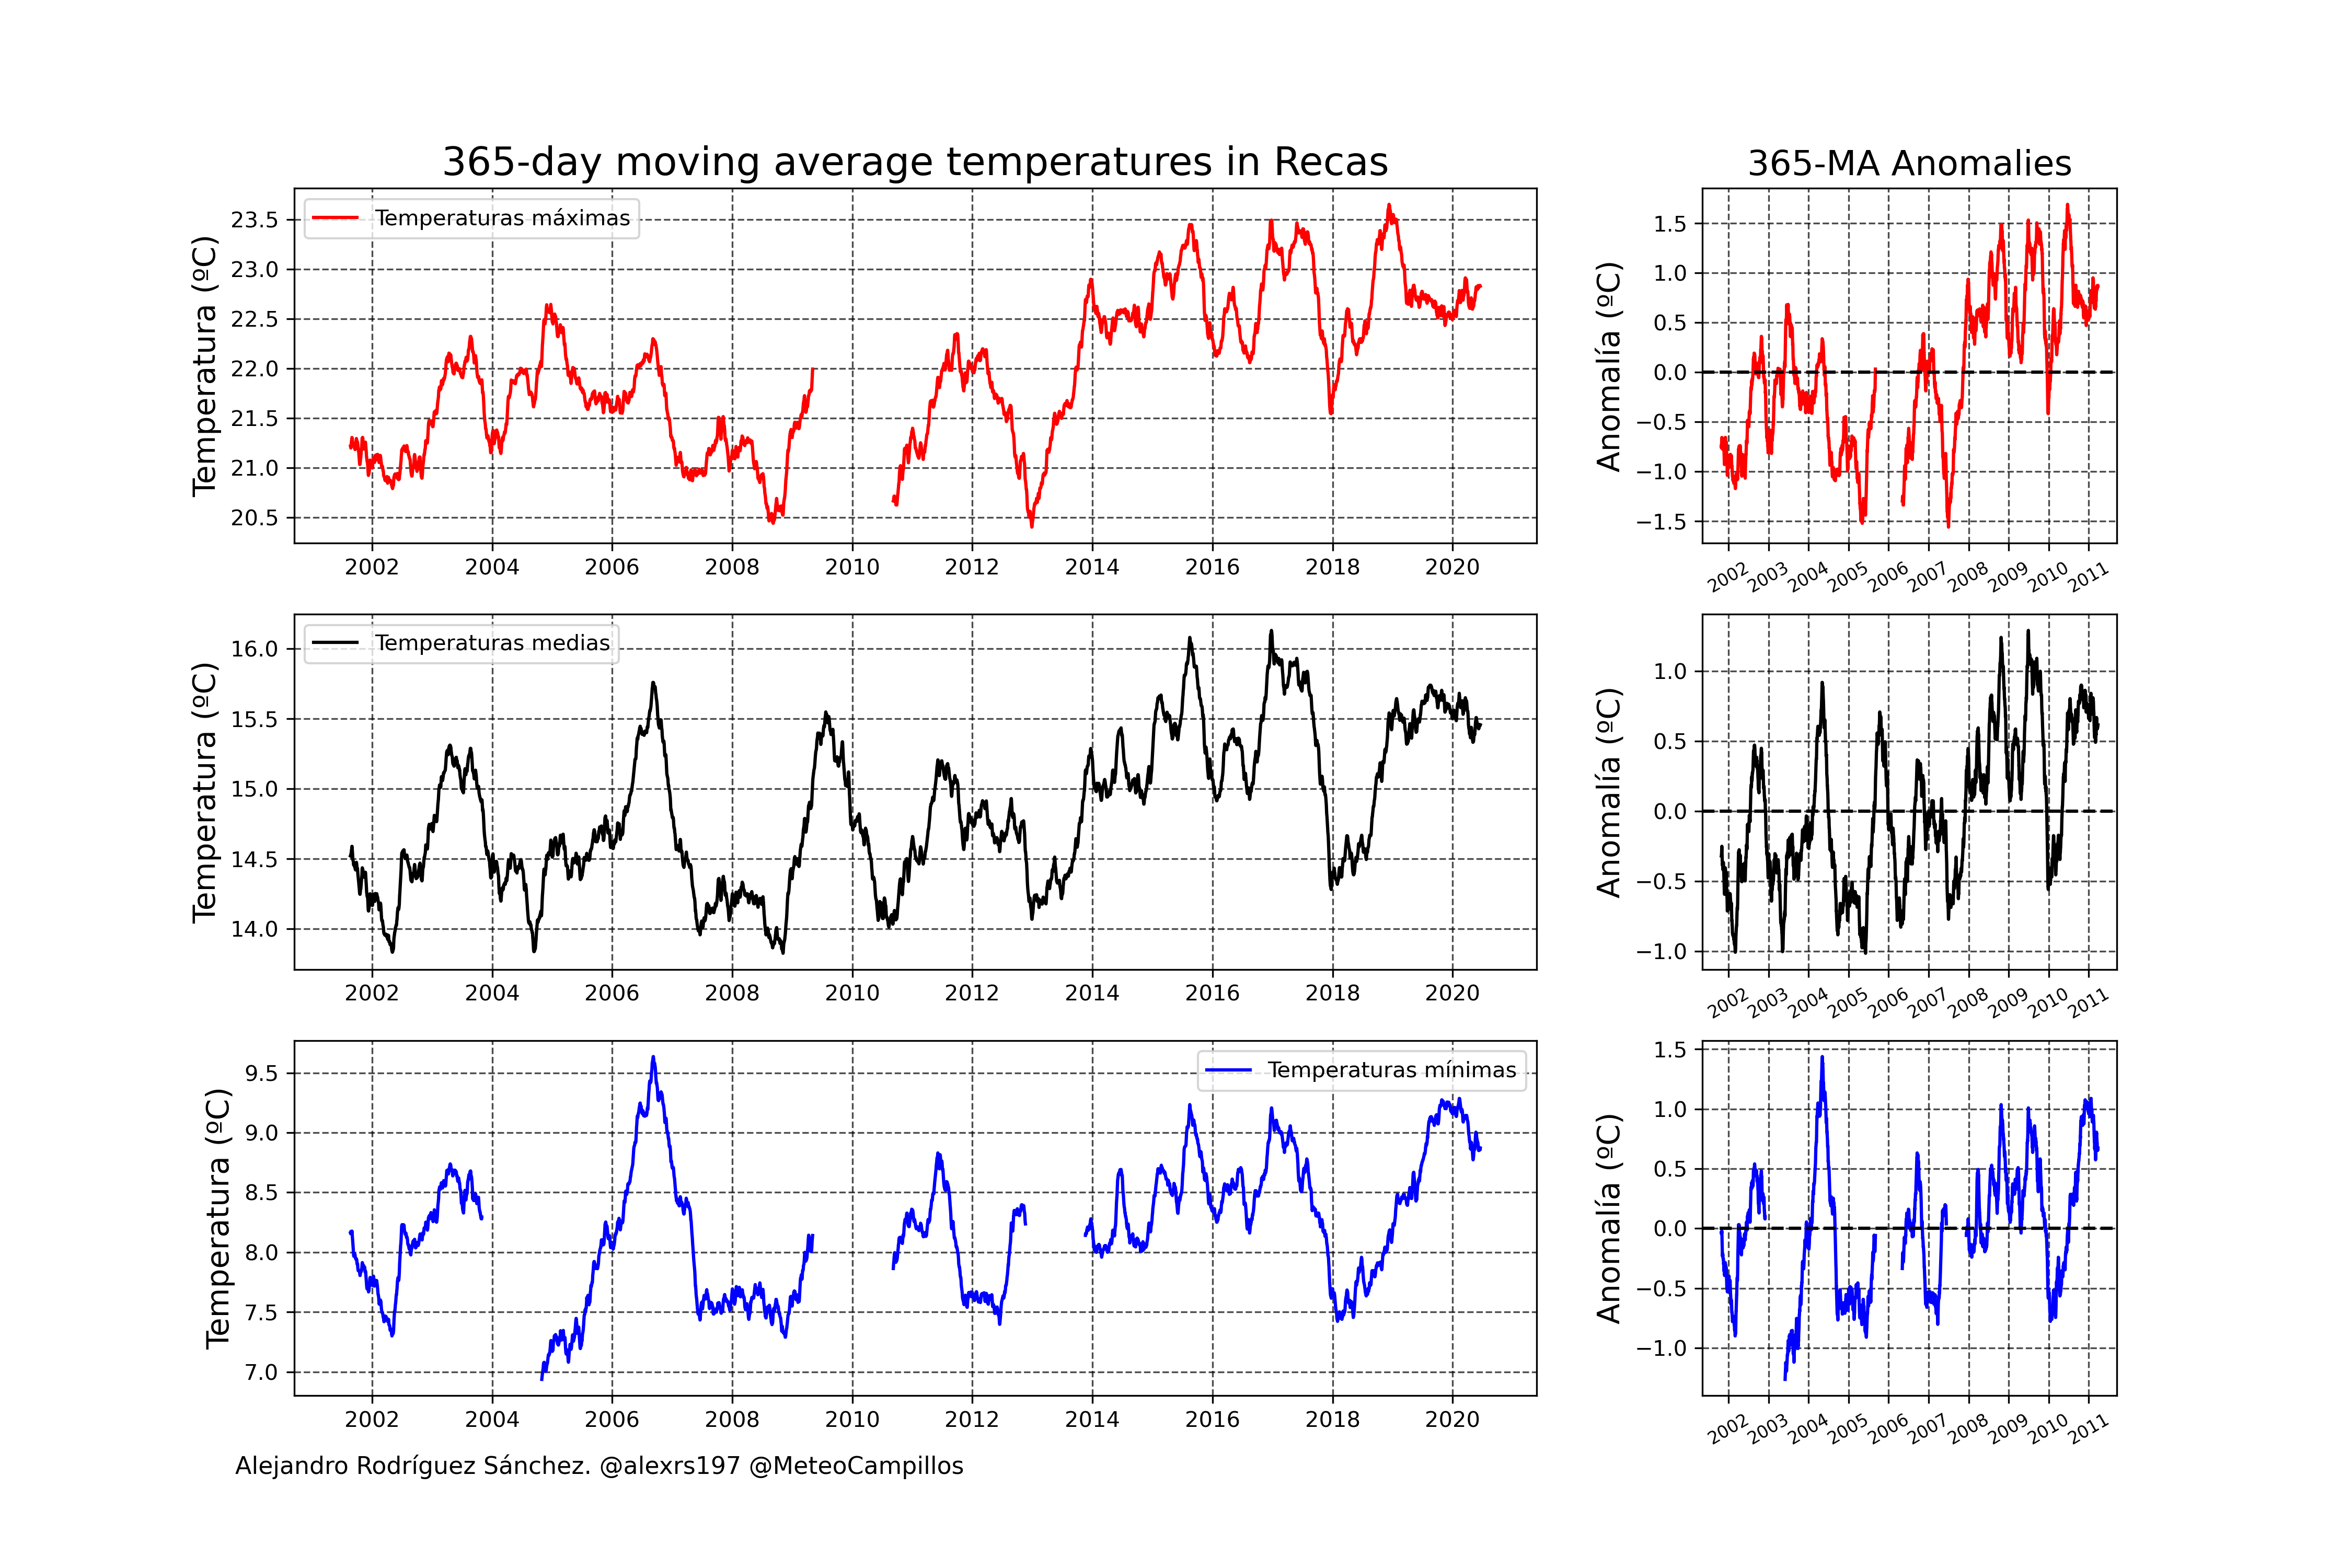 365-day moving average temperatures in Recas
365-MA Anomalies
Temperatura (ºC)
23.5
23.0
22.5
22.0
21.5
21.0
20.5
Temperaturas máximas
2002 2004 2006 2008 2010 2012 2014 2016 2018 2020
Anomalía (ºC)
1.5
1.0
0.5
0.0
−0.5
−1.0
−1.5
2002 2003 2004 2005 2006 2007 2008 2009 2010 2011
Temperatura (ºC)
16.0
15.5
15.0
14.5
14.0
Temperaturas medias
2002 2004 2006 2008 2010 2012 2014 2016 2018 2020
Anomalía (ºC)
1.0
0.5
0.0
−0.5
−1.0
2002 2003 2004 2005 2006 2007 2008 2009 2010 2011
Temperatura (ºC)
9.5
9.0
8.5
8.0
7.5
7.0
Temperaturas mínimas
2002 2004 2006 2008 2010 2012 2014 2016 2018 2020
Anomalía (ºC)
1.5
1.0
0.5
0.0
−0.5
−1.0
2002 2003 2004 2005 2006 2007 2008 2009 2010 2011
Alejandro Rodríguez Sánchez. @alexrs197 @MeteoCampillos